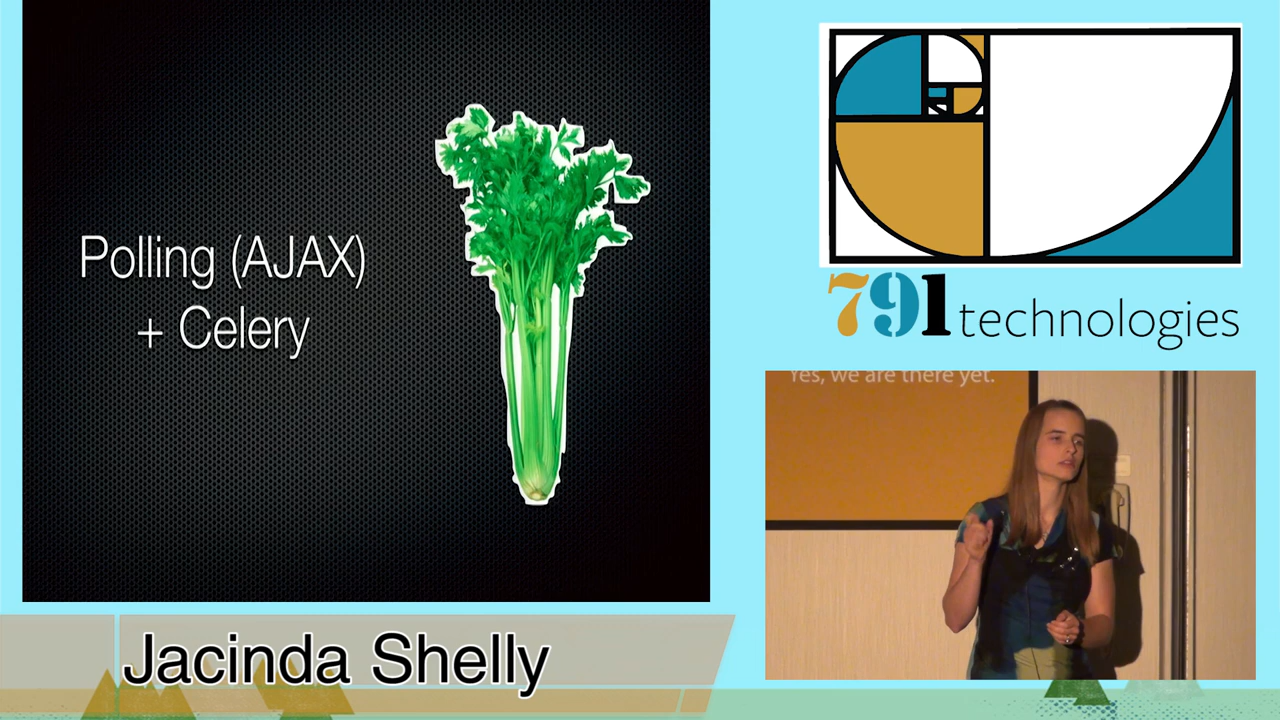 Polling (AJAX)
+ Celery
791 technologies
Yes, we are there yet.
Jacinda Shelly